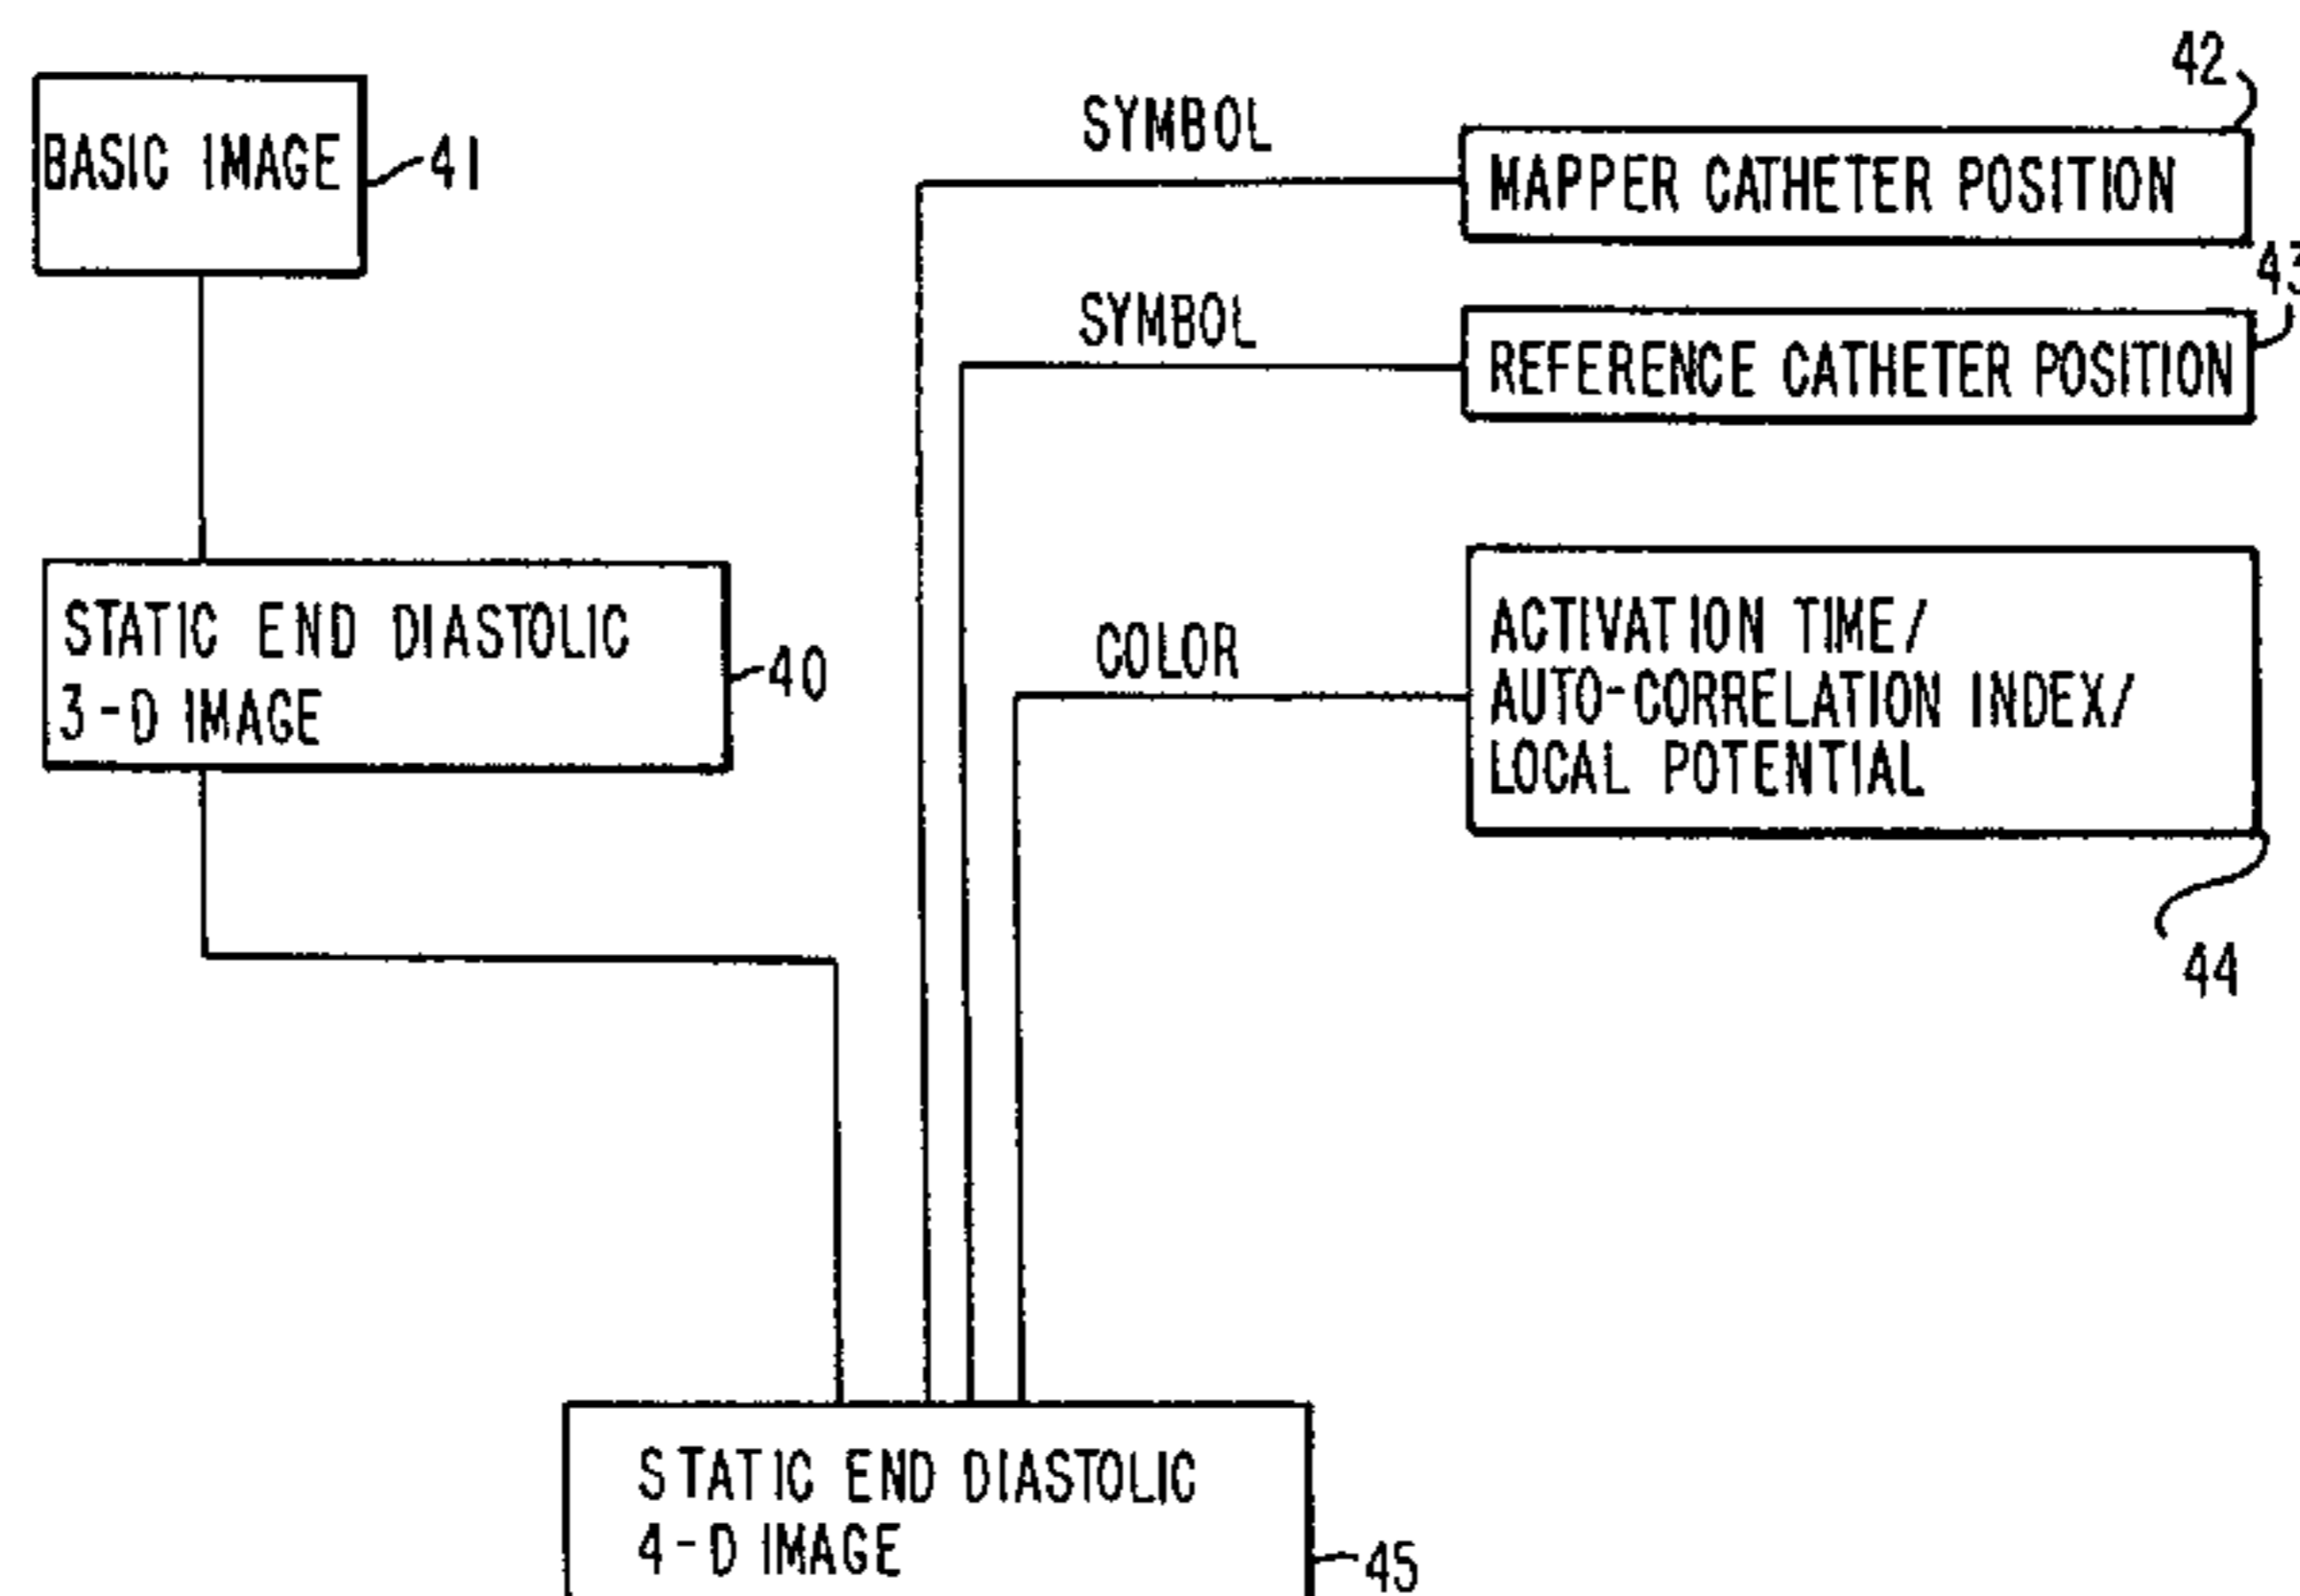 BASIC IMAGE
41
SYMBOL
42
MAPPER CATHETER POSITION
43
SYMBOL
REFERENCE CATHETER POSITION
STATIC END DIASTOLIC
3-D IMAGE
40
COLOR
ACTIVATION TIME/
AUTO-CORRELATION INDEX/
LOCAL POTENTIAL
44
STATIC END DIASTOLIC
4-D IMAGE
45